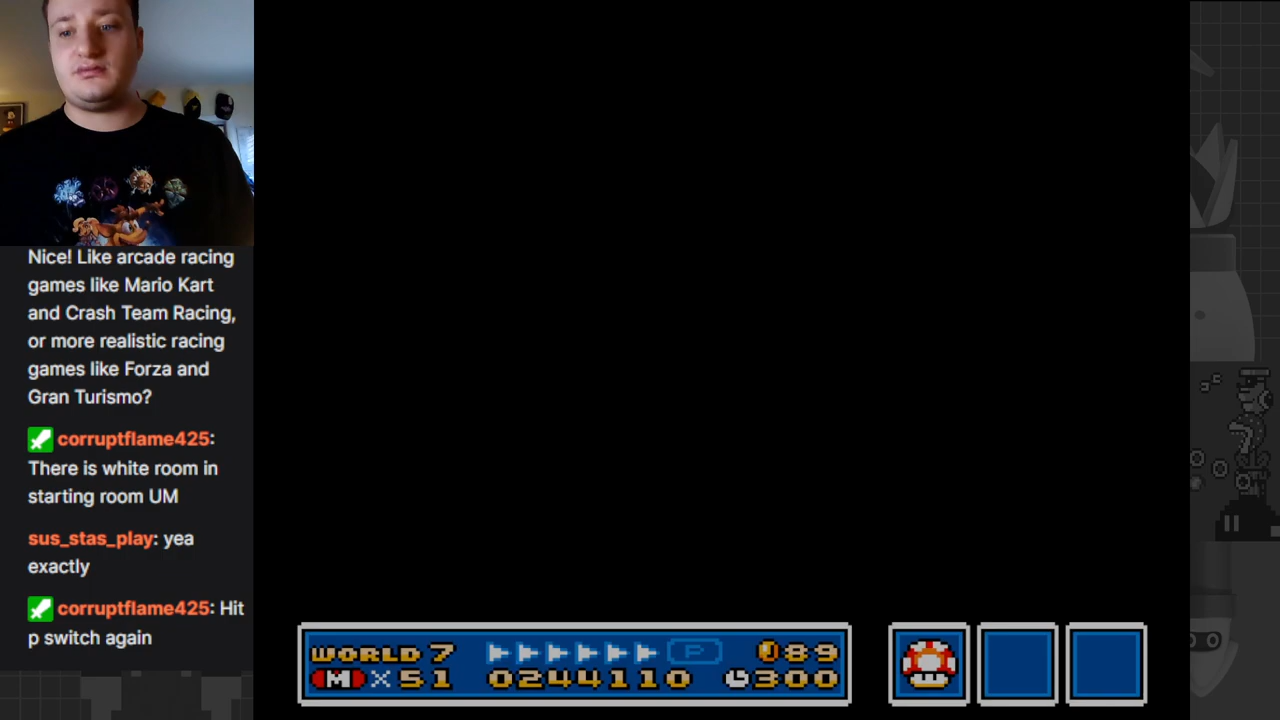 Nice! Like arcade racing
games like Mario Kart
and Crash Team Racing,
or more realistic racing
games like Forza and
Gran Turismo?
corruptflame425:
There is white room in
starting room UM
sus_stas_play: yea
exactly
corruptflame425: Hit
p switch again
WORLD 7 P 89
M x 51 0244110 300